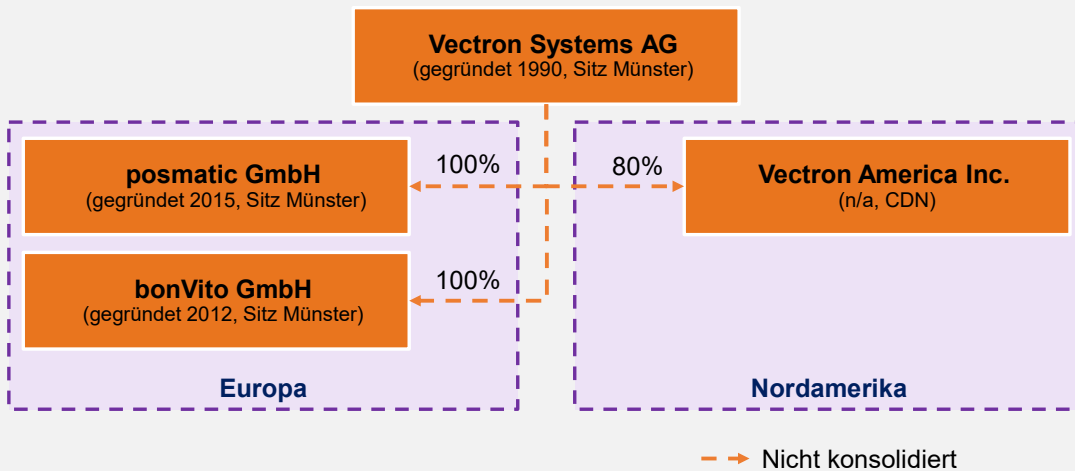 Vectron Systems AG
(gegründet 1990, Sitz Münster)
posmatic GmbH
(gegründet 2015, Sitz Münster)
100%
80%
Vectron America Inc.
(n/a, CDN)
bonVito GmbH
(gegründet 2012, Sitz Münster)
100%
Europa
Nordamerika
Nicht konsolidiert